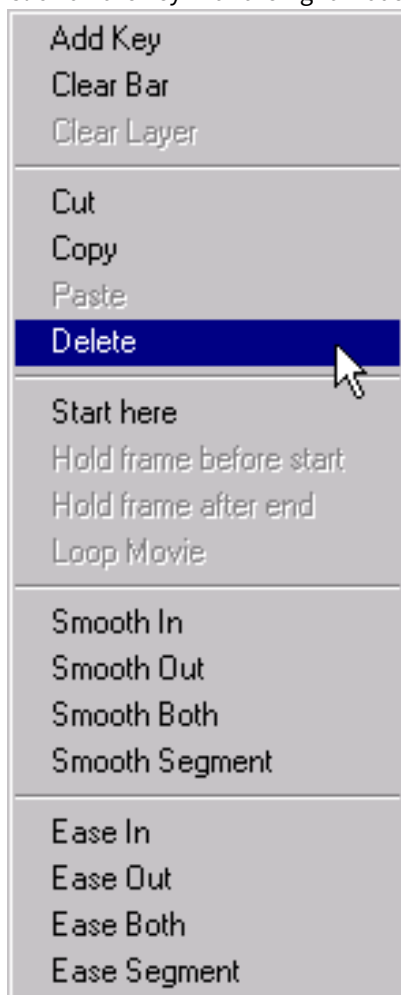 Add Key
Clear Bar
Clear Layer
Cut
Copy
Paste
Delete
Start here
Hold frame before start
Hold frame after end
Loop Movie
Smooth In
Smooth Out
Smooth Both
Smooth Segment
Ease In
Ease Out
Ease Both
Ease Segment